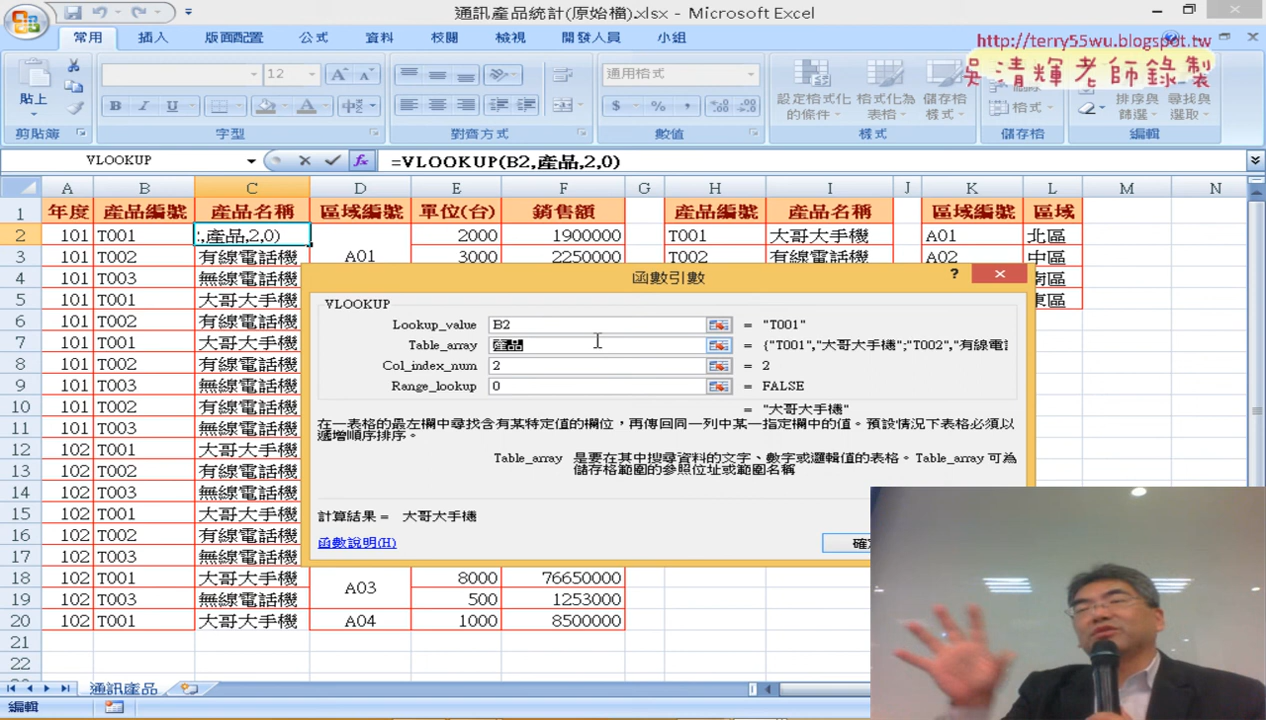 通訊產品統計(原始檔).xlsx - Microsoft Excel
http://terry55wu.blogspot.tw
吳清輝老師錄製
常用 插入 版面配置 公式 資料 校閱 檢視 開發人員 小組
貼上 12 通用格式
B I U 中 $ % ,
設定格式化的條件 格式化為表格 儲存格樣式 格式 排序與篩選 尋找與選取
剪貼簿 字型 對齊方式 數值 樣式 儲存格 編輯
VLOOKUP fx =VLOOKUP(B2,產品,2,0)
A B C D E F G H I J K L M N
1 年度 產品編號 產品名稱 區域編號 單位(台) 銷售額 產品編號 產品名稱 區域編號 區域
2 101 T001 ,產品,2,0) 2000 1900000 T001 大哥大手機 A01 北區
3 101 T002 有線電話機 A01 3000 2250000 T002 有線電話機 A02 中區
4 101 T003 無線電話機 南區
5 101 T001 大哥大手機 東區
6 101 T002 有線電話機
7 101 T001 大哥大手機
8 101 T002 有線電話機
9 101 T003 無線電話機
10 101 T002 有線電話機
11 101 T003 無線電話機
12 102 T001 大哥大手機
13 102 T002 有線電話機
14 102 T003 無線電話機
15 102 T001 大哥大手機
16 102 T002 有線電話機
17 102 T003 無線電話機
18 102 T001 大哥大手機 A03 8000 76650000
19 102 T003 無線電話機 500 1253000
20 102 T001 大哥大手機 A04 1000 8500000
21
22
函數引數 ?
VLOOKUP
Lookup_value B2 = "T001"
Table_array 產品 = {"T001","大哥大手機";"T002","有線電
Col_index_num 2 = 2
Range_lookup 0 = FALSE
= "大哥大手機"
在一表格的最左欄中尋找含有某特定值的欄位，再傳回同一列中某一指定欄中的值。預設情況下表格必須以
遞增順序排序。
Table_array 是要在其中搜尋資料的文字、數字或邏輯值的表格。Table_array 可為
儲存格範圍的參照位址或範圍名稱
計算結果 = 大哥大手機
函數說明(H)
通訊產品
編輯